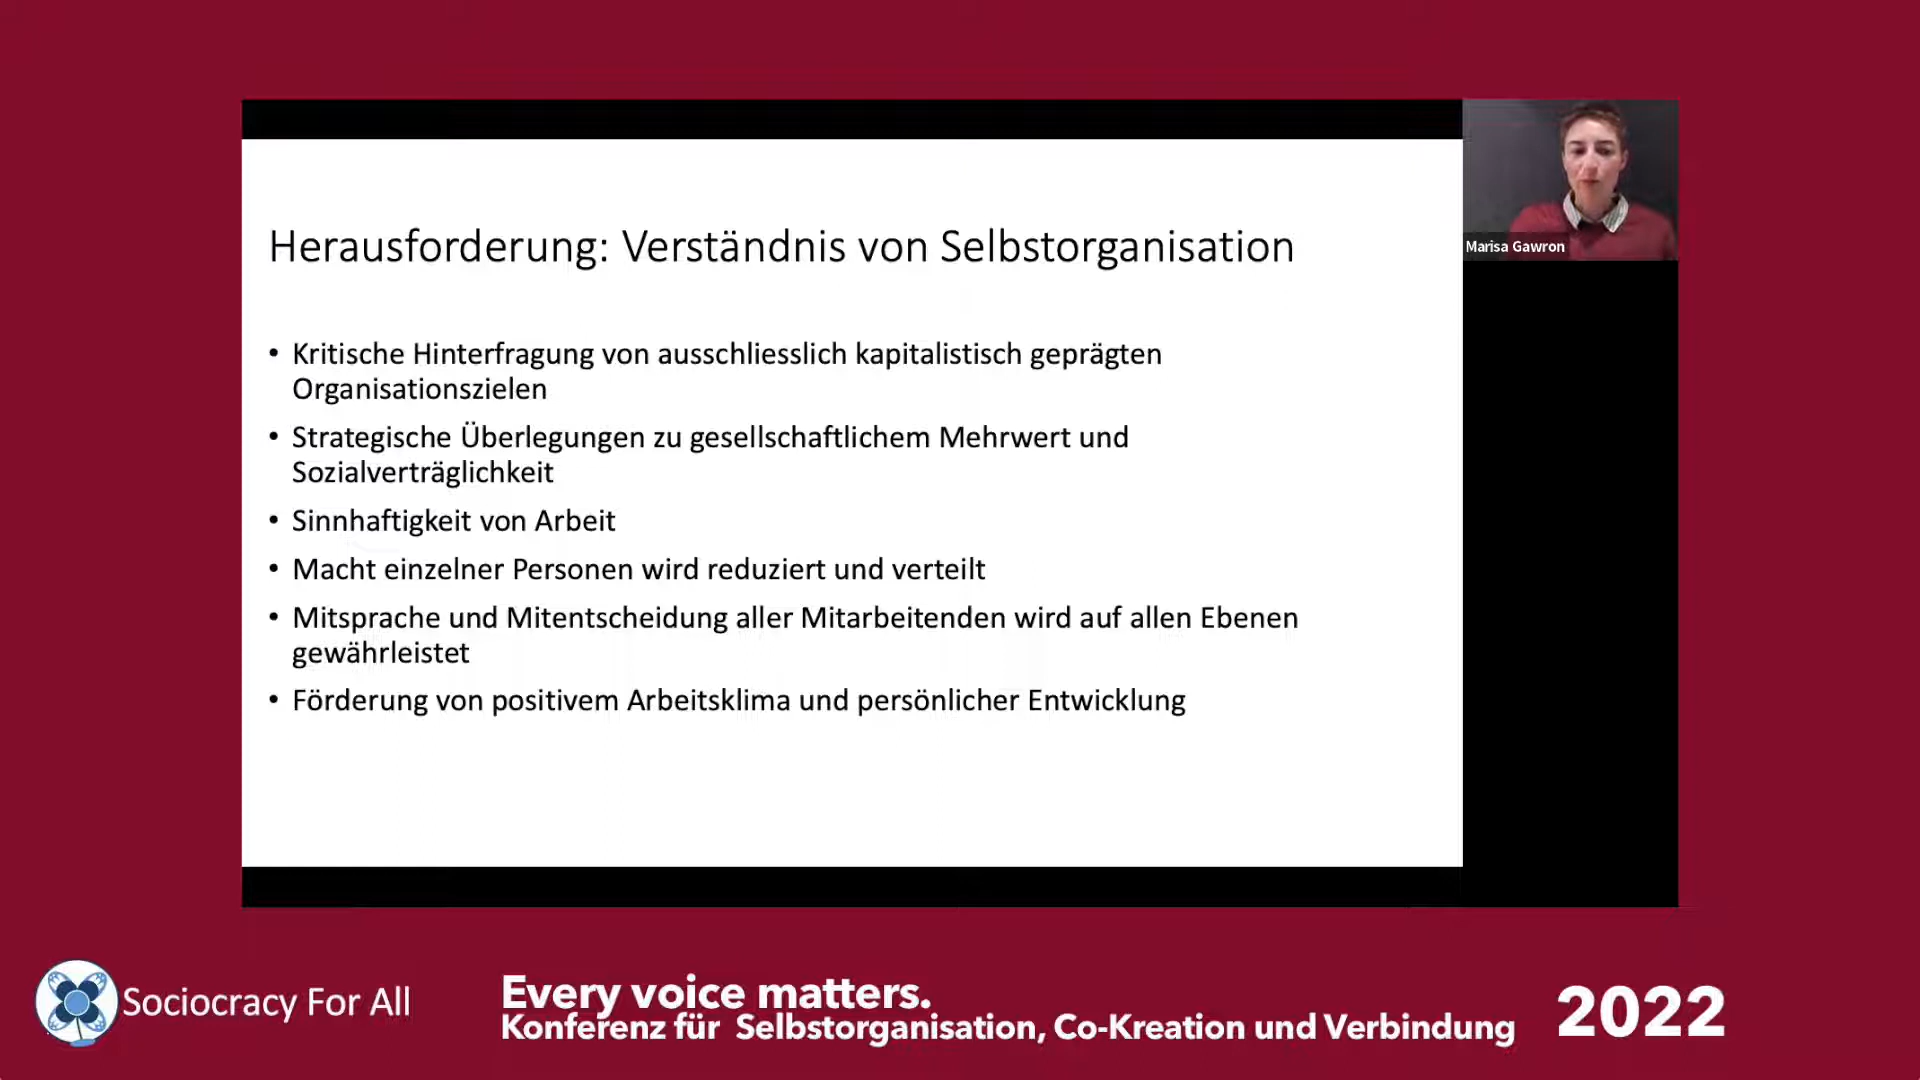 Herausforderung: Verständnis von Selbstorganisation
• Kritische Hinterfragung von ausschliesslich kapitalistisch geprägten
Organisationszielen
• Strategische Überlegungen zu gesellschaftlichem Mehrwert und
Sozialverträglichkeit
• Sinnhaftigkeit von Arbeit
• Macht einzelner Personen wird reduziert und verteilt
• Mitsprache und Mitentscheidung aller Mitarbeitenden wird auf allen Ebenen
gewährleistet
• Förderung von positivem Arbeitsklima und persönlicher Entwicklung
Marisa Gawron
Sociocracy For All
Every voice matters.
Konferenz für Selbstorganisation, Co-Kreation und Verbindung
2022